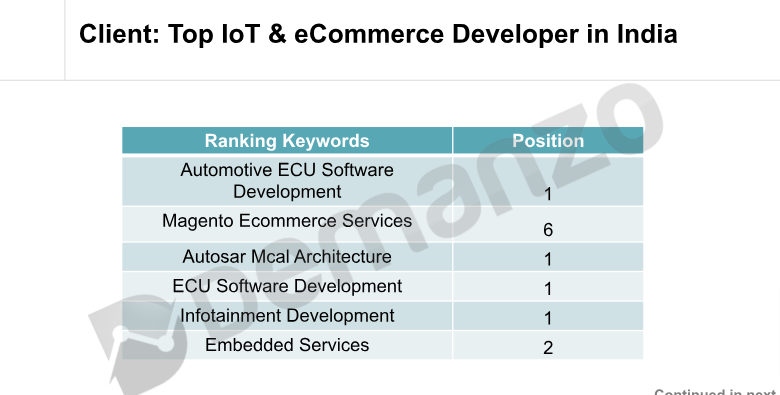 Client: Top IoT & eCommerce Developer in India
Ranking Keywords Position
Automotive ECU Software
Development 1
Magento Ecommerce Services 6
Autosar Mcal Architecture 1
ECU Software Development 1
Infotainment Development 1
Embedded Services 2
Demanzo
Continued in next